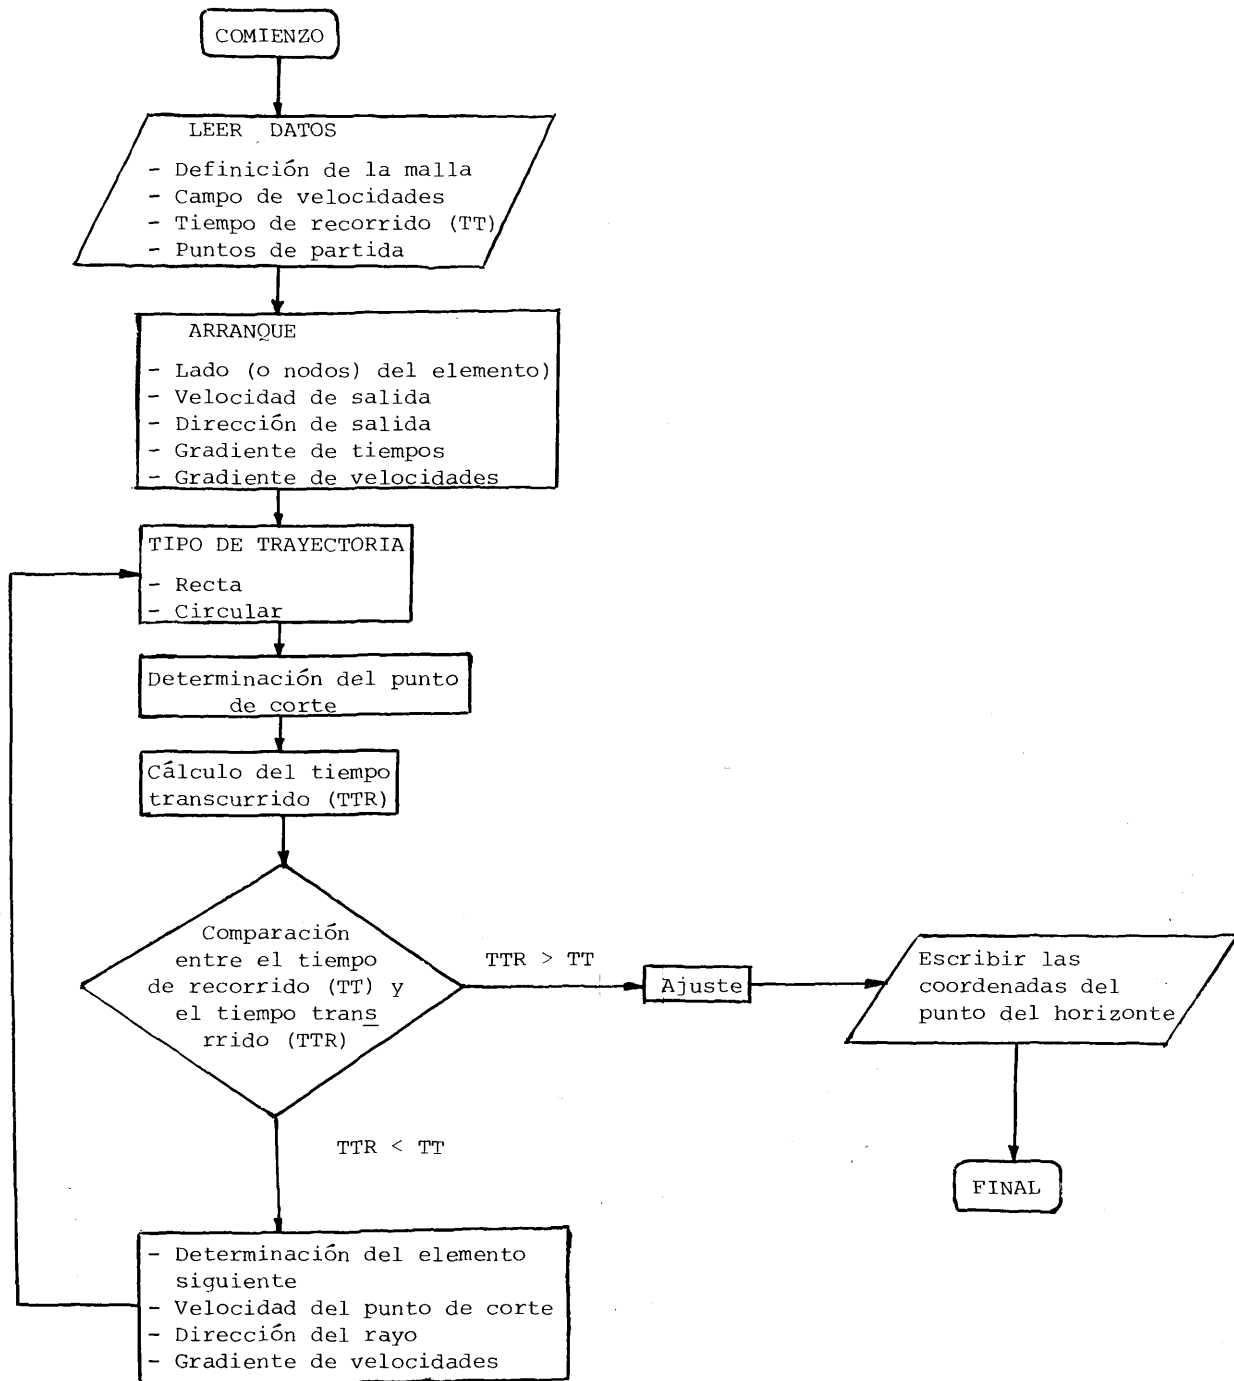 COMIENZO
LEER DATOS
- Definición de la malla
- Campo de velocidades
- Tiempo de recorrido (TT)
- Puntos de partida
ARRANQUE
- Lado (o nodos) del elemento)
- Velocidad de salida
- Dirección de salida
- Gradiente de tiempos
- Gradiente de velocidades
TIPO DE TRAYECTORIA
- Recta
- Circular
Determinación del punto
de corte
Cálculo del tiempo
transcurrido (TTR)
Comparación
entre el tiempo
de recorrido (TT) y
el tiempo trans
rrido (TTR)
TTR > TT
Ajuste
Escribir las
coordenadas del
punto del horizonte
TTR < TT
FINAL
- Determinación del elemento
siguiente
- Velocidad del punto de corte
- Dirección del rayo
- Gradiente de velocidades